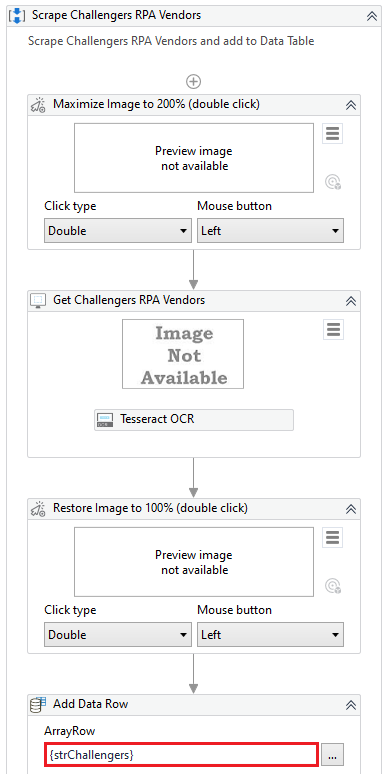 Scrape Challengers RPA Vendors
Scrape Challengers RPA Vendors and add to Data Table
Maximize Image to 200% (double click)
Preview image
not available
Click type
Mouse button
Double
Left
Get Challengers RPA Vendors
Image
Not
Available
OCR
Tesseract OCR
Restore Image to 100% (double click)
Preview image
not available
Click type
Mouse button
Double
Left
Add Data Row
ArrayRow
{strChallengers}
...